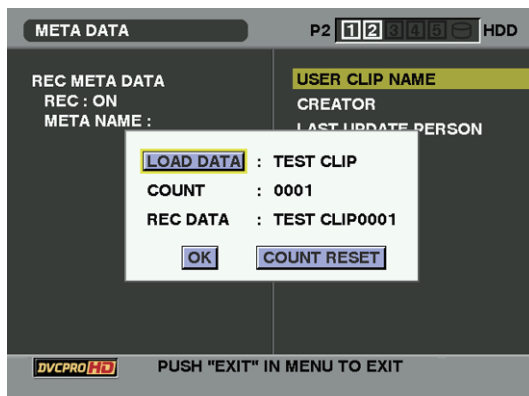 META DATA
P2 1 2 3 4 5 HDD
REC META DATA
REC : ON
META NAME :
USER CLIP NAME
CREATOR
LAST UPDATE PERSON
LOAD DATA : TEST CLIP
COUNT : 0001
REC DATA : TEST CLIP0001
OK COUNT RESET
DVCPRO HD PUSH "EXIT" IN MENU TO EXIT